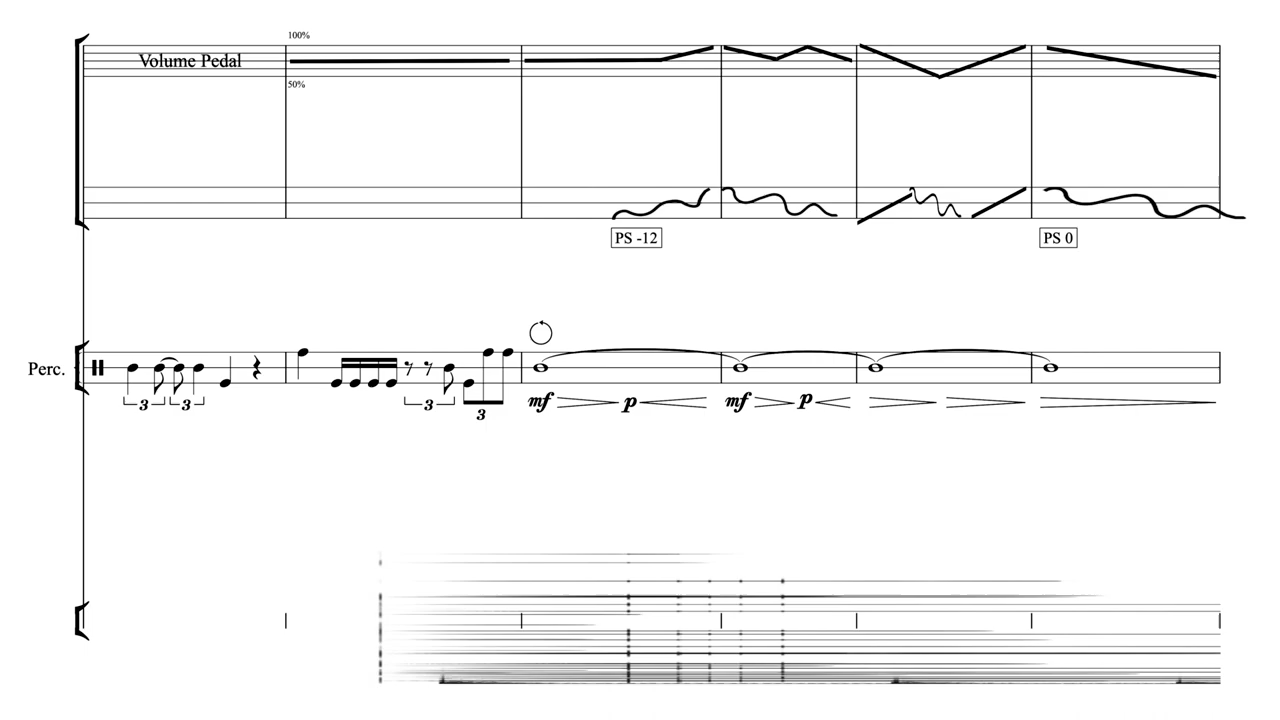 100%
Volume Pedal
50%
PS -12
PS 0
Perc.
3 3 3 3
mf p mf p